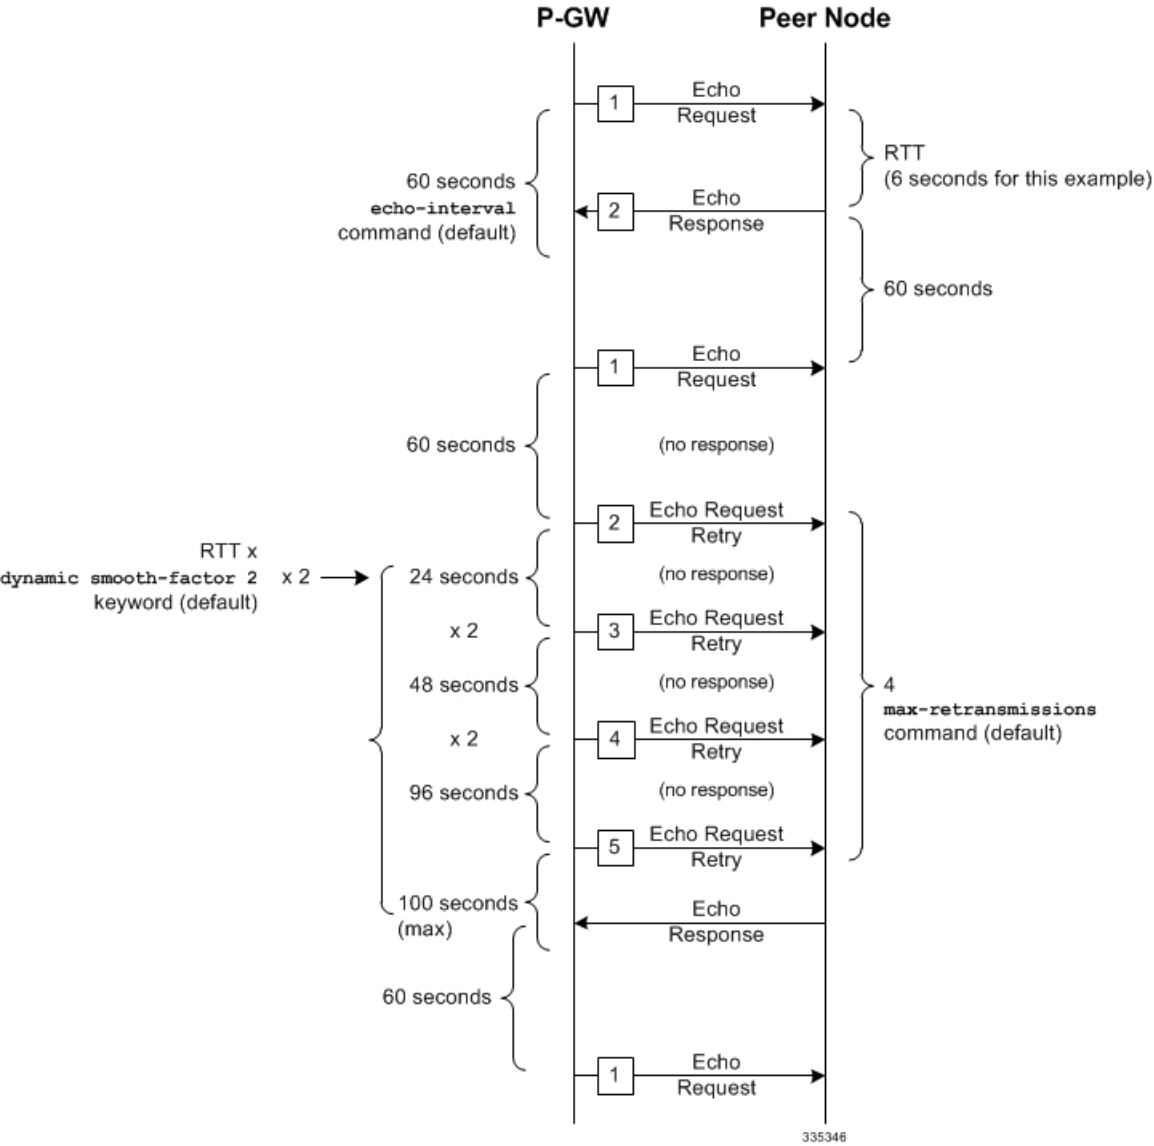 P-GW
Peer Node
1
Echo
Request
RTT
(6 seconds for this example)
60 seconds
echo-interval
command (default)
2
Echo
Response
60 seconds
1
Echo
Request
60 seconds
(no response)
2
Echo Request
Retry
RTT x
dynamic smooth-factor 2 x 2
keyword (default)
24 seconds
(no response)
x 2
3
Echo Request
Retry
48 seconds
(no response)
4
max-retransmissions
command (default)
x 2
4
Echo Request
Retry
96 seconds
(no response)
5
Echo Request
Retry
100 seconds
(max)
Echo
Response
60 seconds
1
Echo
Request
335346